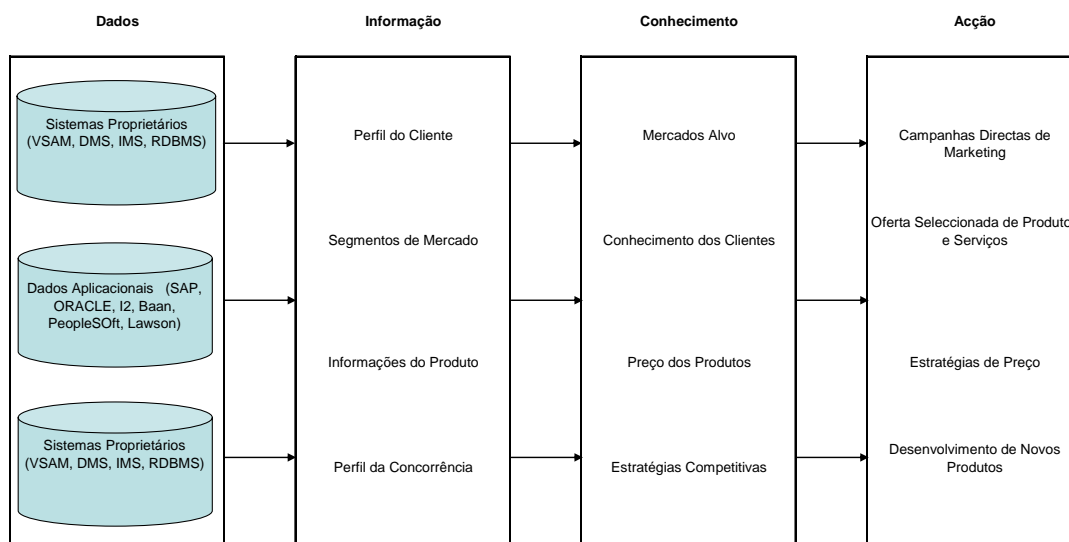 Dados
Informação
Conhecimento
Acção
Sistemas Proprietários
(VSAM, DMS, IMS, RDBMS)
Dados Aplicacionais (SAP,
ORACLE, I2, Baan,
PeopleSOft, Lawson)
Sistemas Proprietários
(VSAM, DMS, IMS, RDBMS)
Perfil do Cliente
Segmentos de Mercado
Informações do Produto
Perfil da Concorrência
Mercados Alvo
Conhecimento dos Clientes
Preço dos Produtos
Estratégias Competitivas
Campanhas Directas de
Marketing
Oferta Seleccionada de Produto
e Serviços
Estratégias de Preço
Desenvolvimento de Novos
Produtos